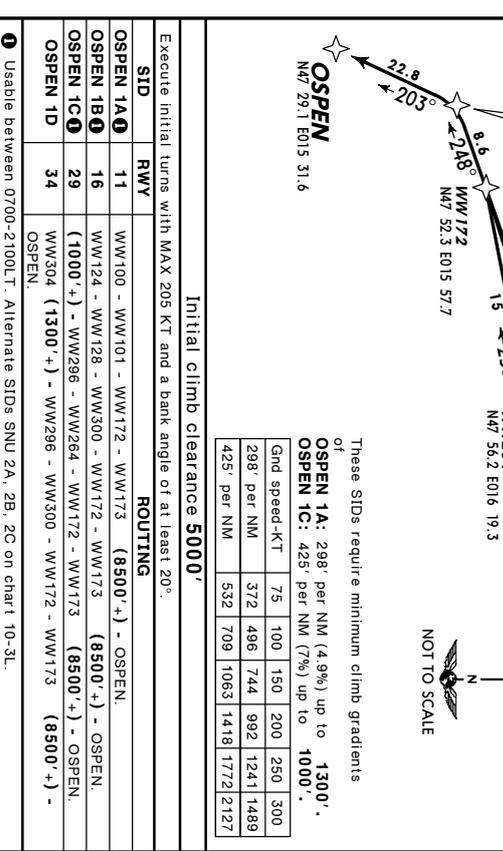 15
N47 56.2 E016 19.3
8.6
248°
WW172
N47 52.3 E015 57.7
22.8
203°
OSPEN
N47 29.1 E015 31.6
N
NOT TO SCALE
These SIDs require minimum climb gradients
of
OSPEN 1A: 298' per NM (4.9%) up to 1300'.
OSPEN 1C: 425' per NM (7%) up to 1000'.
Gnd speed-KT 75 100 150 200 250 300
298' per NM 372 496 744 992 1241 1489
425' per NM 532 709 1063 1418 1772 2127
Initial climb clearance 5000'
Execute initial turns with MAX 205 KT and a bank angle of at least 20°.
SID RWY ROUTING
OSPEN 1A ❶ 11 WW100 - WW101 - WW172 - WW173 (8500'+) - OSPEN.
OSPEN 1B ❶ 16 WW124 - WW128 - WW300 - WW172 - WW173 (8500'+) - OSPEN.
OSPEN 1C ❶ 29 (1000'+) - WW296 - WW264 - WW172 - WW173 (8500'+) - OSPEN.
OSPEN 1D 34 WW304 (1300'+) - WW296 - WW300 - WW172 - WW173 (8500'+) -
OSPEN.
❶ Usable between 0700-2100LT. Alternate SIDs SNU 2A, 2B, 2C on chart 10-3L.